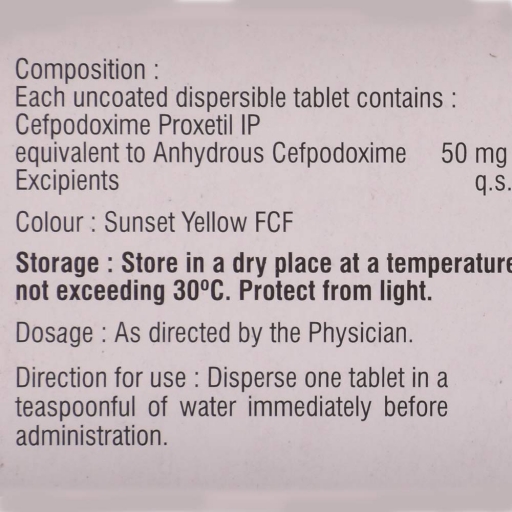 Composition :
Each uncoated dispersible tablet contains :
Cefpodoxime Proxetil IP
equivalent to Anhydrous Cefpodoxime 50 mg
Excipients q.s.
Colour : Sunset Yellow FCF
Storage : Store in a dry place at a temperature
not exceeding 30ºC. Protect from light.
Dosage : As directed by the Physician.
Direction for use : Disperse one tablet in a
teaspoonful of water immediately before
administration.